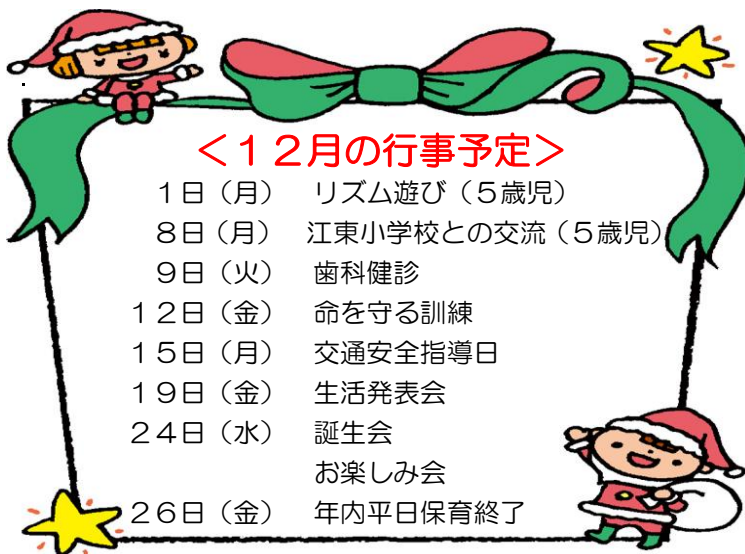 ＜１２月の行事予定＞
１日（月）　リズム遊び（５歳児）
８日（月）　江東小学校との交流（５歳児）
９日（火）　歯科健診
１２日（金）　命を守る訓練
１５日（月）　交通安全指導日
１９日（金）　生活発表会
２４日（水）　誕生会
お楽しみ会
２６日（金）　年内平日保育終了